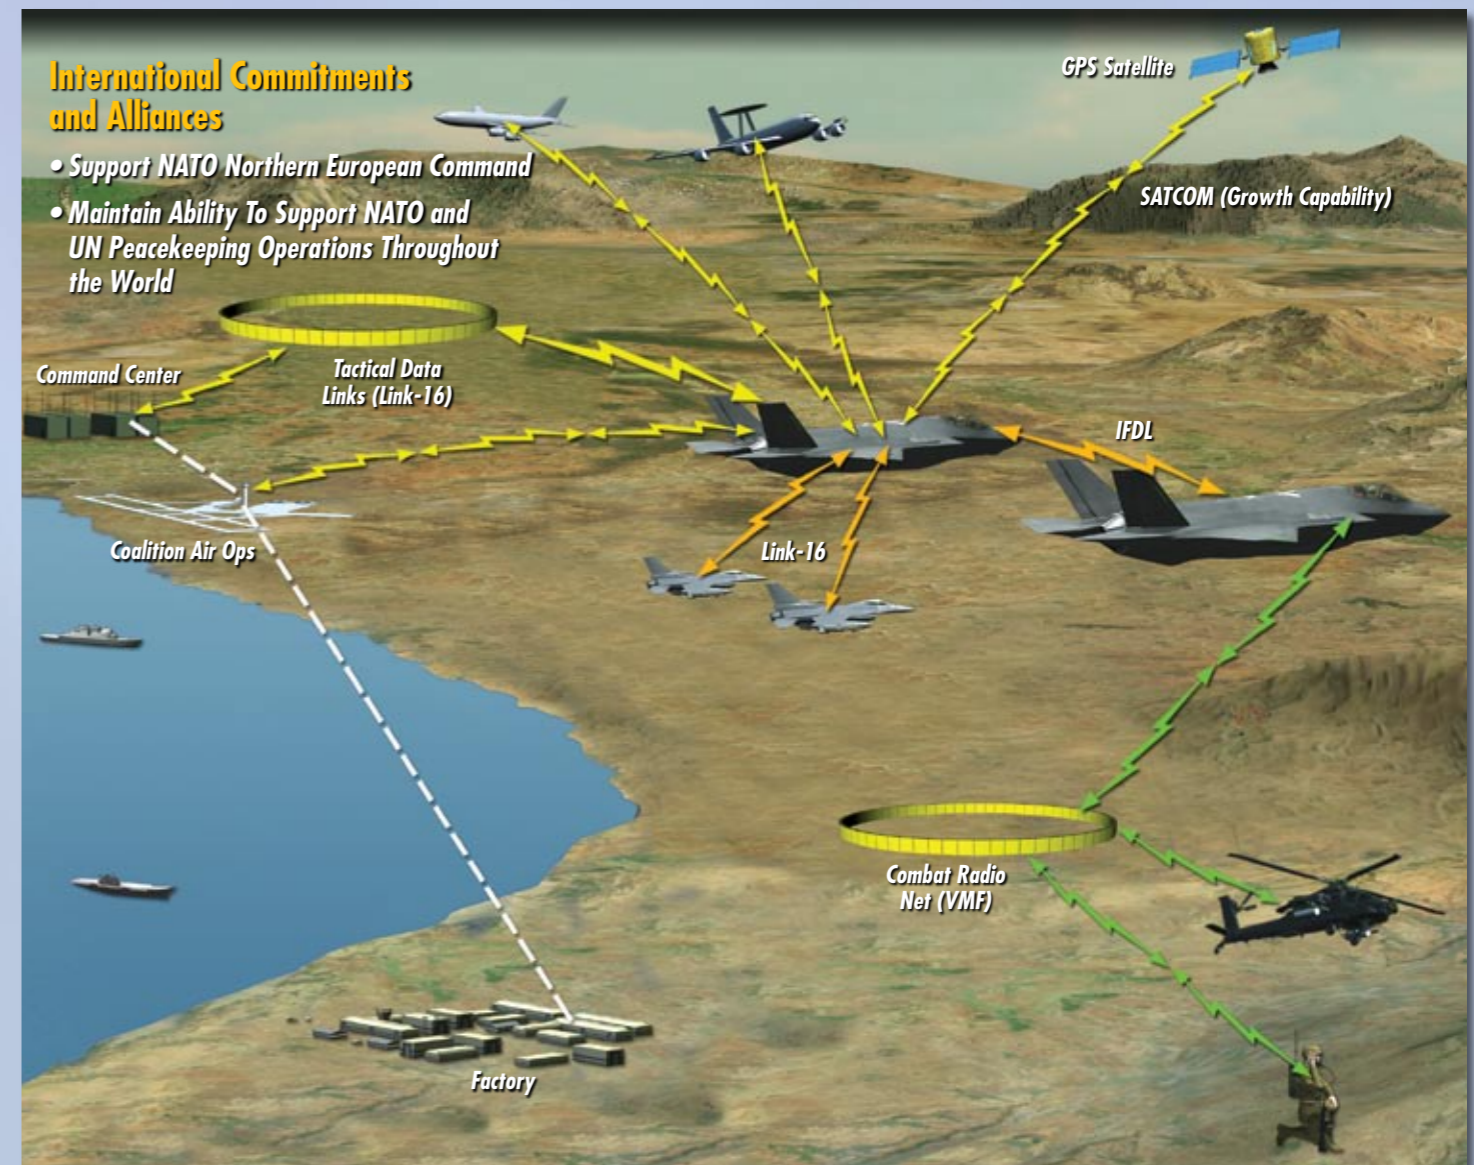 International Commitments
and Alliances
• Support NATO Northern European Command
• Maintain Ability To Support NATO and
UN Peacekeeping Operations Throughout
the World
GPS Satellite
SATCOM (Growth Capability)
Command Center
Tactical Data
Links (Link-16)
IFDL
Coalition Air Ops
Link-16
Combat Radio
Net (VMF)
Factory